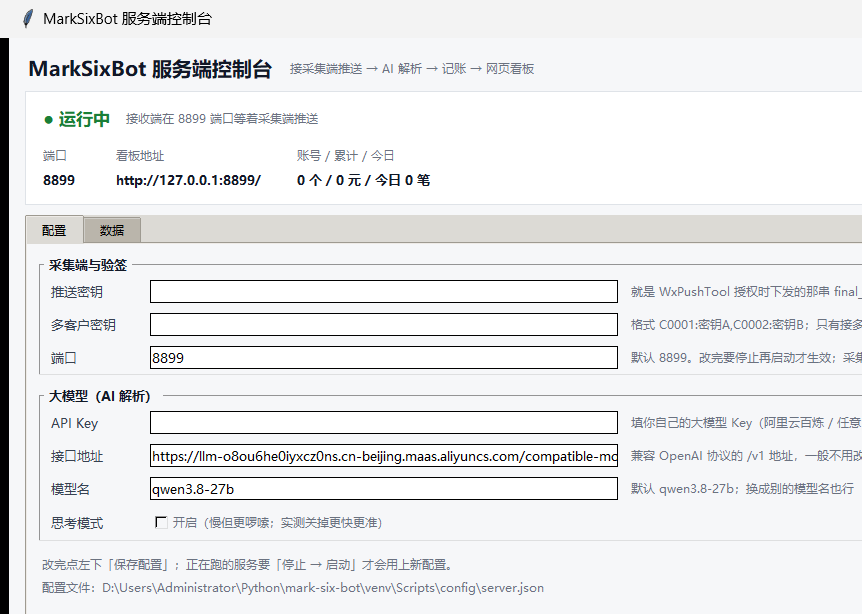 MarkSixBot 服务端控制台
MarkSixBot 服务端控制台 接采集端推送 → AI 解析 → 记账 → 网页看板
● 运行中 接收端在 8899 端口等着采集端推送
端口 看板地址 账号 / 累计 / 今日
8899 http://127.0.0.1:8899/ 0 个 / 0 元 / 今日 0 笔
配置 数据
采集端与验签
推送密钥 就是 WxPushTool 授权时下发的那串 final_
多客户密钥 格式 C0001:密钥A,C0002:密钥B；只有接多
端口 8899 默认 8899。改完要停止再启动才生效；采集
大模型（AI 解析）
API Key 填你自己的大模型 Key（阿里云百炼 / 任意
接口地址 https://llm-o8ou6he0iyxcz0ns.cn-beijing.maas.aliyuncs.com/compatible-mo 兼容 OpenAI 协议的 /v1 地址，一般不用改
模型名 qwen3.8-27b 默认 qwen3.8-27b；换成别的模型名也行
思考模式 开启（慢但更啰嗦；实测关掉更快更准）
改完点左下「保存配置」；正在跑的服务要「停止 → 启动」才会用上新配置。
配置文件：D:\Users\Administrator\Python\mark-six-bot\venv\Scripts\config\server.json